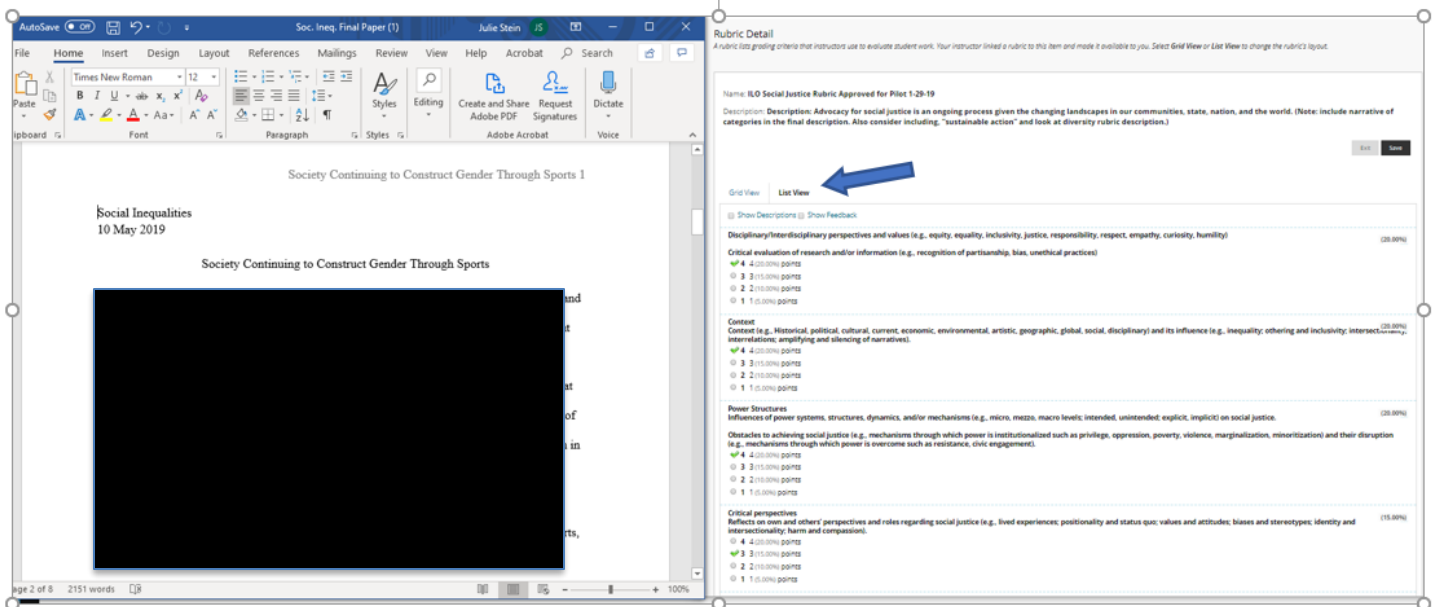 AutoSave Off Soc. Ineq. Final Paper (1) Julie Stein JS
File Home Insert Design Layout References Mailings Review View Help Acrobat Search
Times New Roman 12
Paste B I U ab x₂ x² A Styles Editing Create and Share Adobe PDF Request Signatures Dictate
ipboard Font Paragraph Styles Adobe Acrobat Voice
Society Continuing to Construct Gender Through Sports 1
Social Inequalities
10 May 2019
Society Continuing to Construct Gender Through Sports
and
at
of
in
rts,
age 2 of 8 2151 words 100%
Rubric Detail
A rubric lists grading criteria that instructors use to evaluate student work. Your instructor linked a rubric to this item and made it available to you. Select Grid View or List View to change the rubric's layout.
Name: ILO Social Justice Rubric Approved for Pilot 1-29-19
Description: Description: Advocacy for social justice is an ongoing process given the changing landscapes in our communities, state, nation, and the world. (Note: include narrative of
categories in the final description. Also consider including, "sustainable action" and look at diversity rubric description.)
Exit Save
Grid View List View
Show Descriptions Show Feedback
Disciplinary/Interdisciplinary perspectives and values (e.g., equity, equality, inclusivity, justice, responsibility, respect, empathy, curiosity, humility) (20.00%)
Critical evaluation of research and/or information (e.g., recognition of partisanship, bias, unethical practices)
4 4 (20.00%) points
3 3 (15.00%) points
2 2 (10.00%) points
1 1 (5.00%) points
Context
Context (e.g., Historical, political, cultural, current, economic, environmental, artistic, geographic, global, social, disciplinary) and its influence (e.g., inequality; othering and inclusivity; intersectionality, (20.00%)
interrelations; amplifying and silencing of narratives).
4 4 (20.00%) points
3 3 (15.00%) points
2 2 (10.00%) points
1 1 (5.00%) points
Power Structures (20.00%)
Influences of power systems, structures, dynamics, and/or mechanisms (e.g., micro, mezzo, macro levels; intended, unintended; explicit, implicit) on social justice.
Obstacles to achieving social justice (e.g., mechanisms through which power is institutionalized such as privilege, oppression, poverty, violence, marginalization, minoritization) and their disruption
(e.g., mechanisms through which power is overcome such as resistance, civic engagement).
4 4 (20.00%) points
3 3 (15.00%) points
2 2 (10.00%) points
1 1 (5.00%) points
Critical perspectives (15.00%)
Reflects on own and others' perspectives and roles regarding social justice (e.g., lived experiences; positionality and status quo; values and attitudes; biases and stereotypes; identity and
intersectionality; harm and compassion).
4 4 (20.00%) points
3 3 (15.00%) points
2 2 (10.00%) points
1 1 (5.00%) points